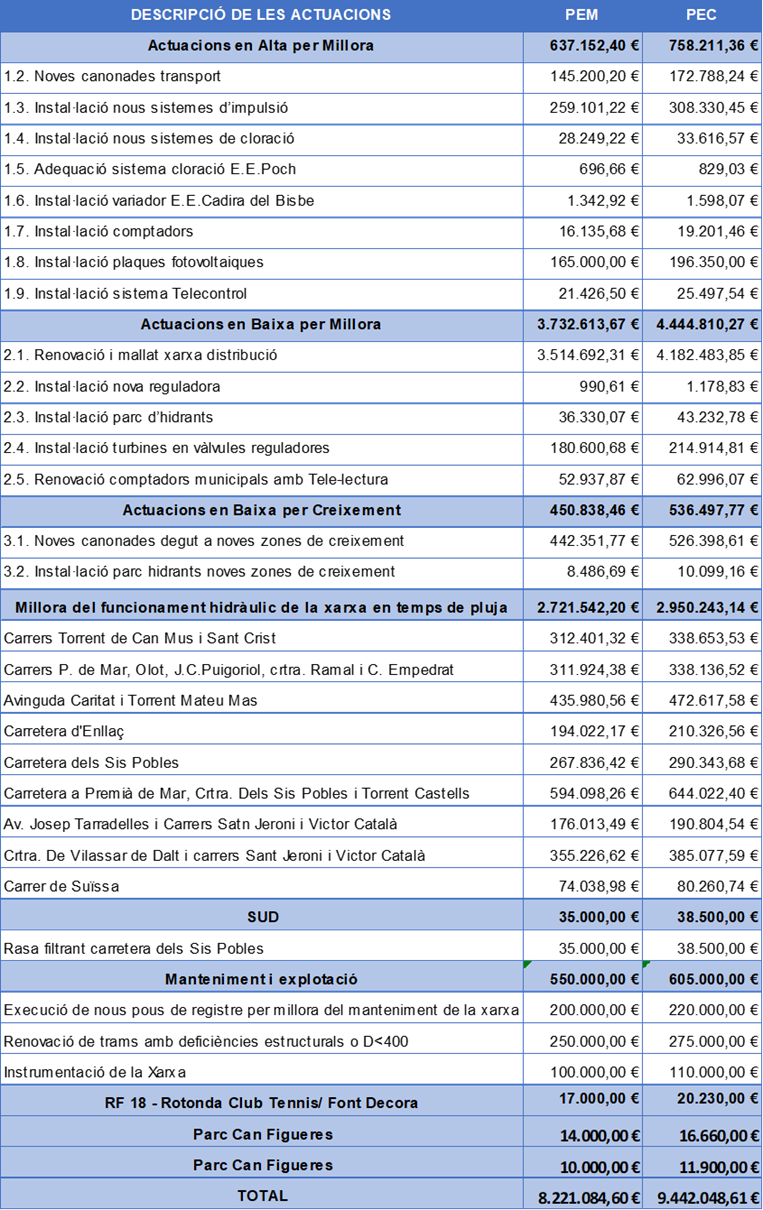 DESCRIPCIÓ DE LES ACTUACIONS PEM PEC
Actuacions en Alta per Millora 637.152,40 € 758.211,36 €
1.2. Noves canonades transport 145.200,20 € 172.788,24 €
1.3. Instal·lació nous sistemes d'impulsió 259.101,22 € 308.330,45 €
1.4. Instal·lació nous sistemes de cloració 28.249,22 € 33.616,57 €
1.5. Adequació sistema cloració E.E.Poch 696,66 € 829,03 €
1.6. Instal·lació variador E.E.Cadira del Bisbe 1.342,92 € 1.598,07 €
1.7. Instal·lació comptadors 16.135,68 € 19.201,46 €
1.8. Instal·lació plaques fotovoltaiques 165.000,00 € 196.350,00 €
1.9. Instal·lació sistema Telecontrol 21.426,50 € 25.497,54 €
Actuacions en Baixa per Millora 3.732.613,67 € 4.444.810,27 €
2.1. Renovació i mallat xarxa distribució 3.514.692,31 € 4.182.483,85 €
2.2. Instal·lació nova reguladora 990,61 € 1.178,83 €
2.3. Instal·lació parc d'hidrants 36.330,07 € 43.232,78 €
2.4. Instal·lació turbines en vàlvules reguladores 180.600,68 € 214.914,81 €
2.5. Renovació comptadors municipals amb Tele-lectura 52.937,87 € 62.996,07 €
Actuacions en Baixa per Creixement 450.838,46 € 536.497,77 €
3.1. Noves canonades degut a noves zones de creixement 442.351,77 € 526.398,61 €
3.2. Instal·lació parc hidrants noves zones de creixement 8.486,69 € 10.099,16 €
Millora del funcionament hidràulic de la xarxa en temps de pluja 2.721.542,20 € 2.950.243,14 €
Carrers Torrent de Can Mus i Sant Crist 312.401,32 € 338.653,53 €
Carrers P. de Mar, Olot, J.C.Puigoriol, crtra. Ramal i C. Empedrat 311.924,38 € 338.136,52 €
Avinguda Caritat i Torrent Mateu Mas 435.980,56 € 472.617,58 €
Carretera d'Enllaç 194.022,17 € 210.326,56 €
Carretera dels Sis Pobles 267.836,42 € 290.343,68 €
Carretera a Premià de Mar, Crtra. Dels Sis Pobles i Torrent Castells 594.098,26 € 644.022,40 €
Av. Josep Tarradelles i Carrers Satn Jeroni i Victor Català 176.013,49 € 190.804,54 €
Crtra. De Vilassar de Dalt i carrers Sant Jeroni i Victor Català 355.226,62 € 385.077,59 €
Carrer de Suïssa 74.038,98 € 80.260,74 €
SUD 35.000,00 € 38.500,00 €
Rasa filtrant carretera dels Sis Pobles 35.000,00 € 38.500,00 €
Manteniment i explotació 550.000,00 € 605.000,00 €
Execució de nous pous de registre per millora del manteniment de la xarxa 200.000,00 € 220.000,00 €
Renovació de trams amb deficiències estructurals o D<400 250.000,00 € 275.000,00 €
Instrumentació de la Xarxa 100.000,00 € 110.000,00 €
RF 18 - Rotonda Club Tennis/ Font Decora 17.000,00 € 20.230,00 €
Parc Can Figueres 14.000,00 € 16.660,00 €
Parc Can Figueres 10.000,00 € 11.900,00 €
TOTAL 8.221.084,60 € 9.442.048,61 €